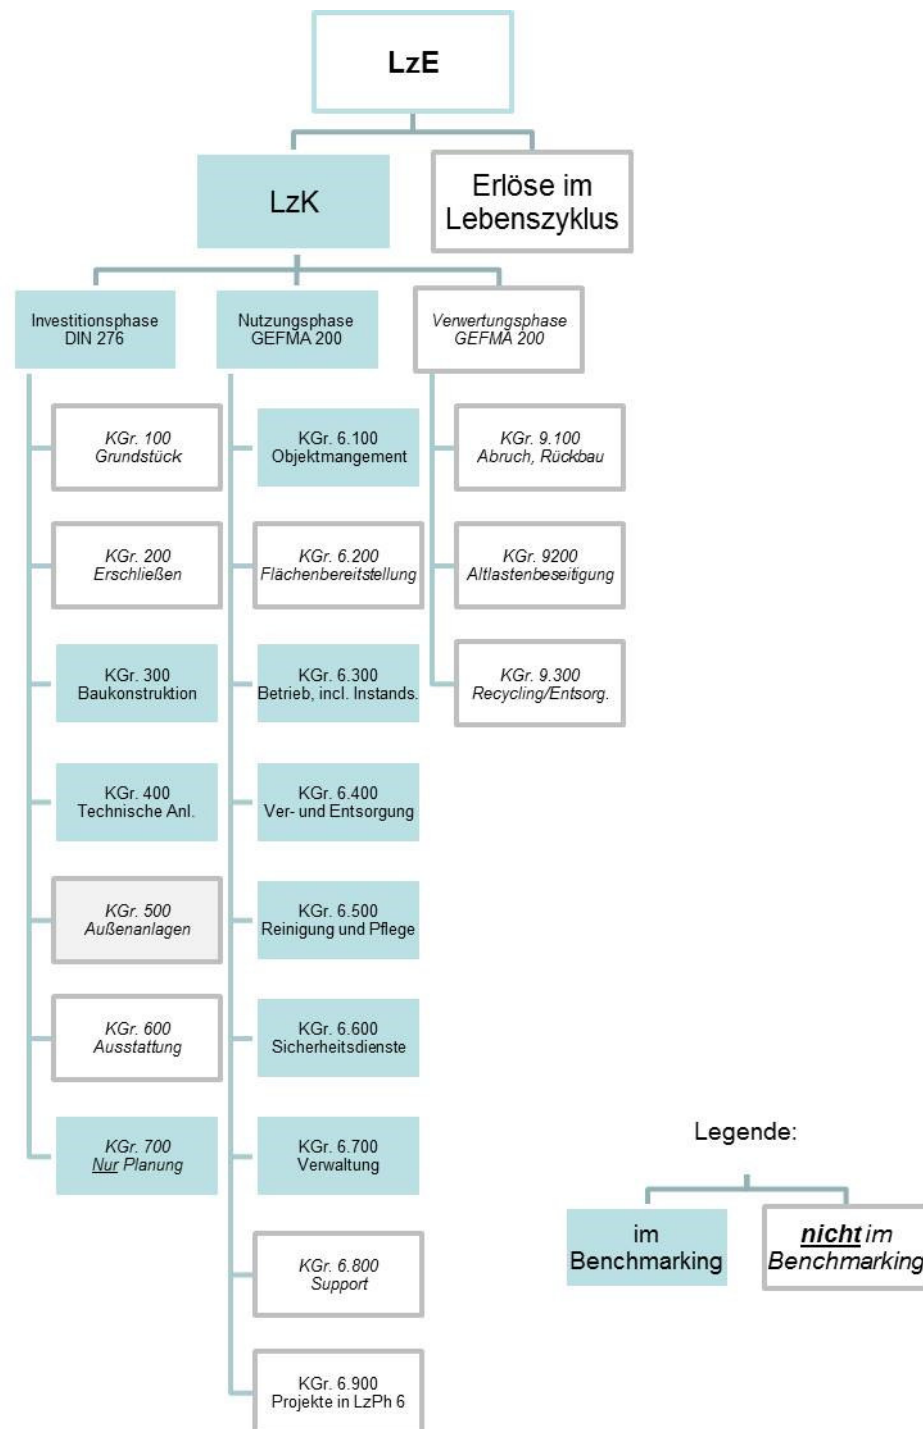 LzE
LzK
Erlöse im
Lebenszyklus
Investitionsphase
DIN 276
Nutzungsphase
GEFMA 200
Verwertungsphase
GEFMA 200
KGr. 100
Grundstück
KGr. 6.100
Objektmangement
KGr. 9.100
Abruch, Rückbau
KGr. 200
Erschließen
KGr. 6.200
Flächenbereitstellung
KGr. 9200
Altlastenbeseitigung
KGr. 300
Baukonstruktion
KGr. 6.300
Betrieb, incl. Instands.
KGr. 9.300
Recycling/Entsorg.
KGr. 400
Technische Anl.
KGr. 6.400
Ver- und Entsorgung
KGr. 500
Außenanlagen
KGr. 6.500
Reinigung und Pflege
KGr. 600
Ausstattung
KGr. 6.600
Sicherheitsdienste
KGr. 700
Nur Planung
KGr. 6.700
Verwaltung
KGr. 6.800
Support
KGr. 6.900
Projekte in LzPh 6
Legende:
im
Benchmarking
nicht im
Benchmarking